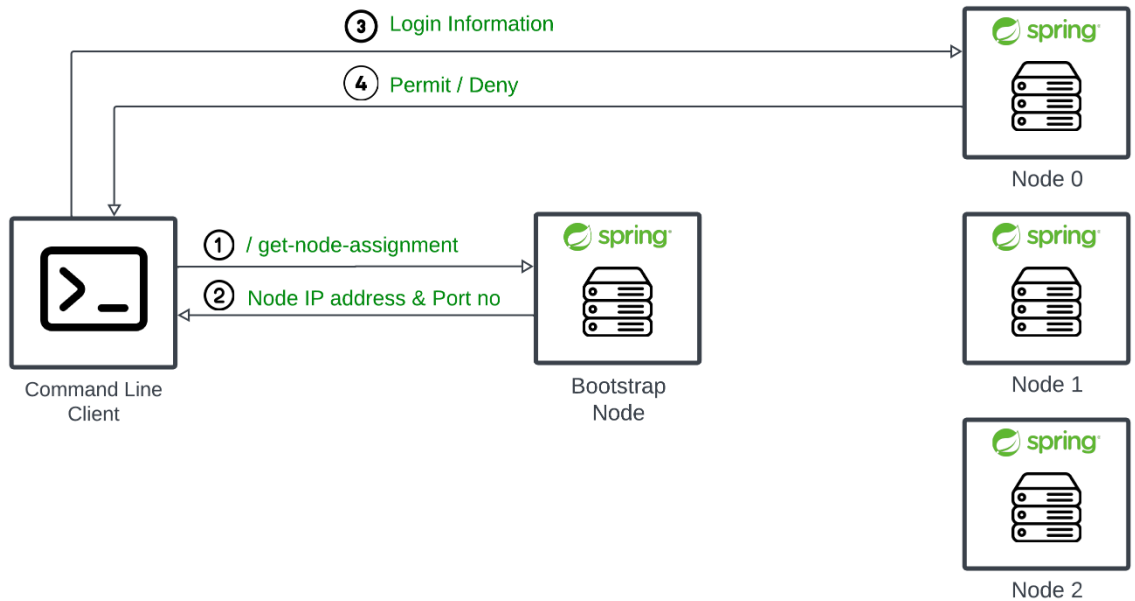 3 Login Information
spring
4 Permit / Deny
Node 0
1 / get-node-assignment
spring
spring
2 Node IP address & Port no
Command Line
Client
Bootstrap
Node
Node 1
spring
Node 2